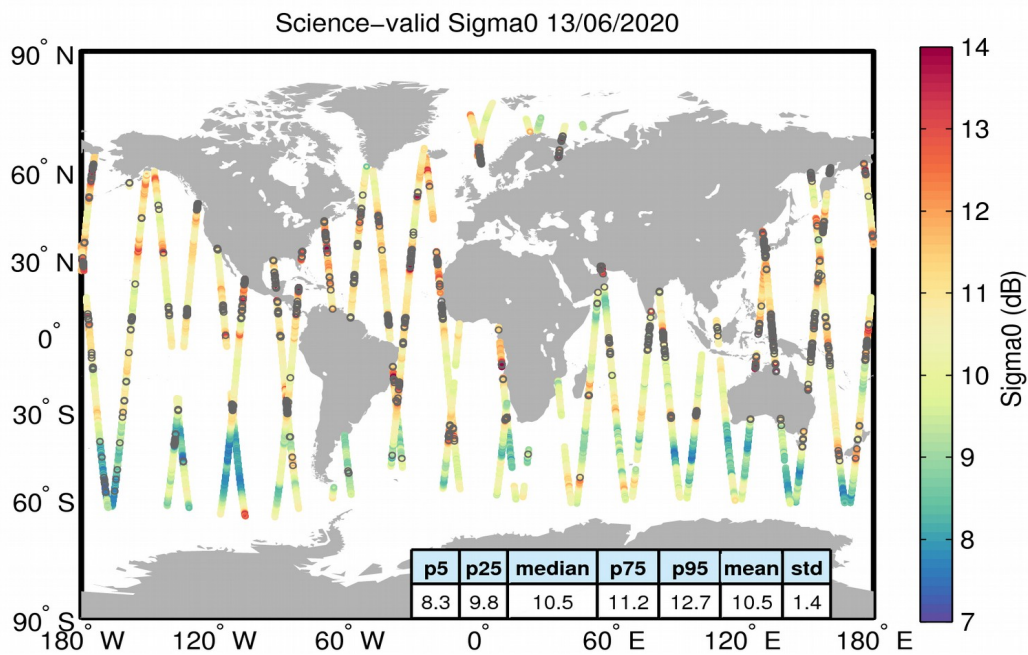 Science−valid Sigma0 13/06/2020
90° N
60° N
30° N
0°
30° S
60° S
90° S
180° W 120° W 60° W 0° 60° E 120° E 180° E
p5 p25 median p75 p95 mean std
8.3 9.8 10.5 11.2 12.7 10.5 1.4
14
13
12
11
10
9
8
7
Sigma0 (dB)